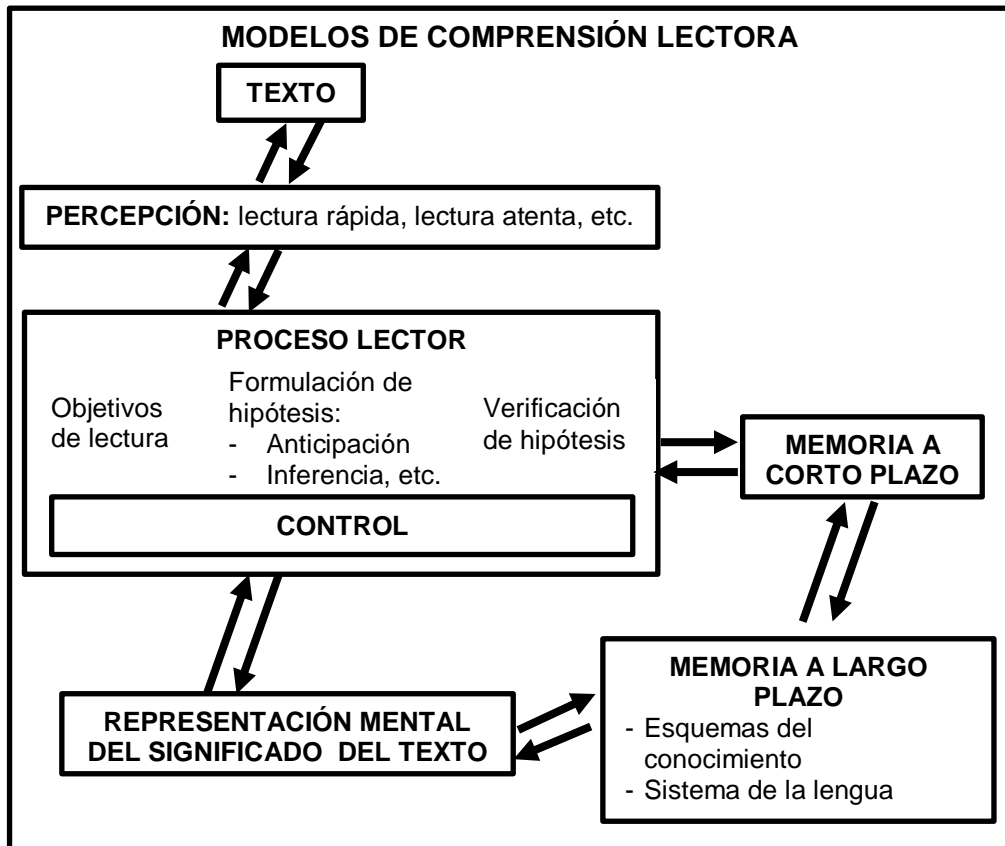 MODELOS DE COMPRENSIÓN LECTORA
TEXTO
PERCEPCIÓN: lectura rápida, lectura atenta, etc.
PROCESO LECTOR
Objetivos
de lectura
Formulación de
hipótesis:
- Anticipación
- Inferencia, etc.
Verificación
de hipótesis
CONTROL
MEMORIA A
CORTO PLAZO
REPRESENTACIÓN MENTAL
DEL SIGNIFICADO DEL TEXTO
MEMORIA A LARGO
PLAZO
- Esquemas del
conocimiento
- Sistema de la lengua